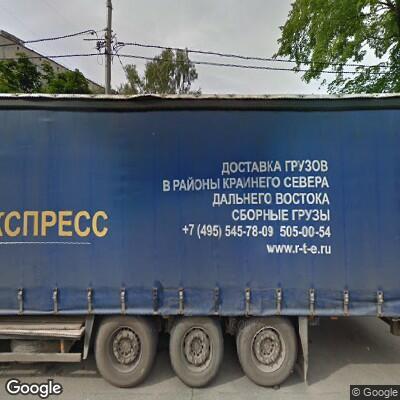 ДОСТАВКА ГРУЗОВ
В РАЙОНЫ КРАЙНЕГО СЕВЕРА
ДАЛЬНЕГО ВОСТОКА
СБОРНЫЕ ГРУЗЫ
+7 (495) 545-78-09 505-00-54
www.r-t-e.ru
КСПРЕСС
Google
© Google